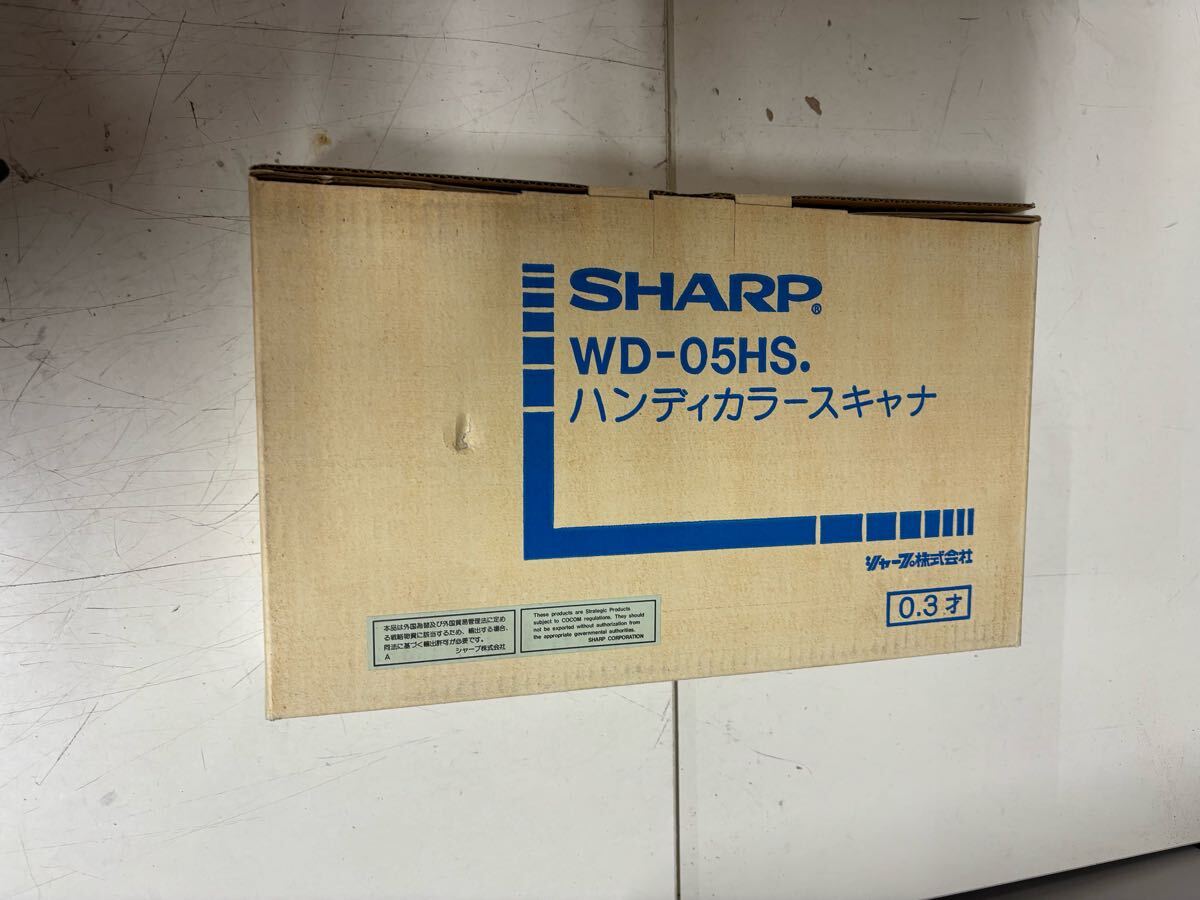 SHARP®
WD-05HS.
ハンディカラースキャナ
シャープ株式会社
0.3才
本品は外国為替及び外国貿易管理法に定め
る戦略物資に該当するため、輸出する場合、
同法に基づく輸出許可が必要です。
A シャープ株式会社
These products are Strategic Products
subject to COCOM regulations. They should
not be exported without authorization from
the appropriate governmental authorities.
SHARP CORPORATION